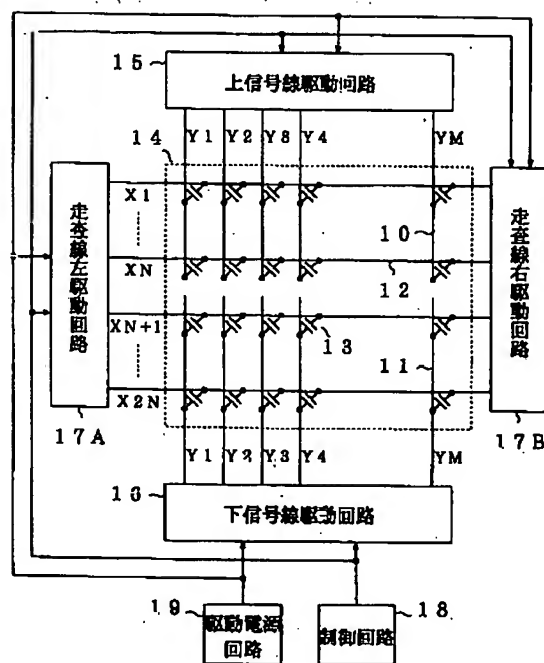 15
上信号線駆動回路
14
Y1 Y2 Y3 Y4 YM
走査線左駆動回路
X1
XN
XN+1
X2N
10
12
13
11
走査線右駆動回路
17A
17B
Y1 Y2 Y3 Y4 YM
16
下信号線駆動回路
19
駆動電源
回路
制御回路
18